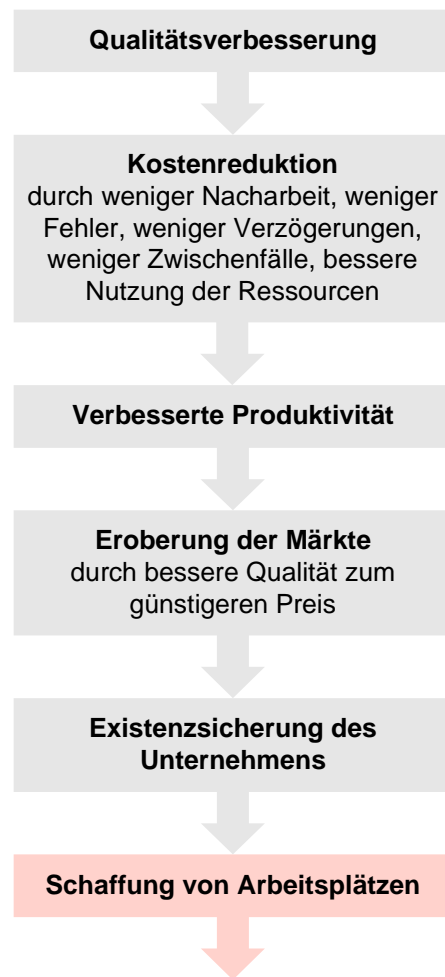 Qualitätsverbesserung
Kostenreduktion
durch weniger Nacharbeit, weniger
Fehler, weniger Verzögerungen,
weniger Zwischenfälle, bessere
Nutzung der Ressourcen
Verbesserte Produktivität
Eroberung der Märkte
durch bessere Qualität zum
günstigeren Preis
Existenzsicherung des
Unternehmens
Schaffung von Arbeitsplätzen